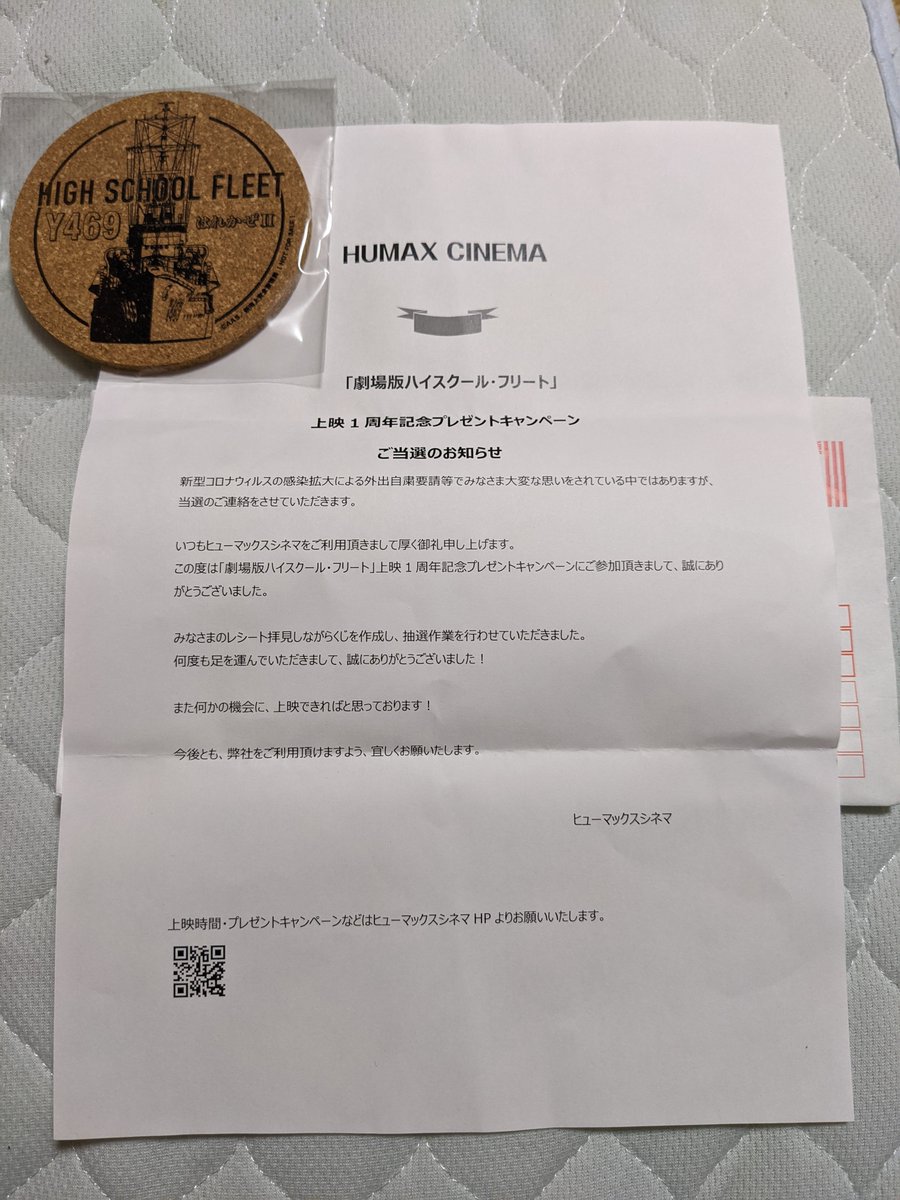 HIGH SCHOOL FLEET
Y469 はれかぜII
HUMAX CINEMA
「劇場版ハイスクール・フリート」
上映 1 周年記念プレゼントキャンペーン
ご当選のお知らせ
新型コロナウィルスの感染拡大による外出自粛要請等でみなさま大変な思いをされている中ではありますが、
当選のご連絡をさせていただきます。
いつもヒューマックスシネマをご利用頂きまして厚く御礼申し上げます。
この度は「劇場版ハイスクール・フリート」上映 1 周年記念プレゼントキャンペーンにご参加頂きまして、誠にあり
がとうございました。
みなさまのレシート拝見しながらくじを作成し、抽選作業を行わせていただきました。
何度も足を運んでいただきまして、誠にありがとうございました！
また何かの機会に、上映できればと思っております！
今後とも、弊社をご利用頂けますよう、宜しくお願いたします。
ヒューマックスシネマ
上映時間・プレゼントキャンペーンなどはヒューマックスシネマ HP よりお願いいたします。